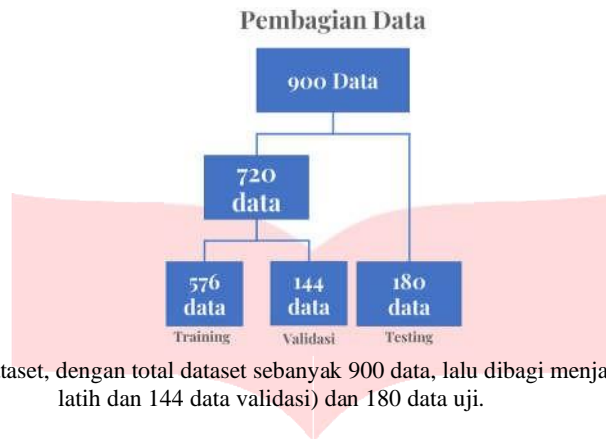 Pembagian Data
900 Data
720
data
576
data
144
data
180
data
Training
Validasi
Testing
taset, dengan total dataset sebanyak 900 data, lalu dibagi menja
latih dan 144 data validasi) dan 180 data uji.